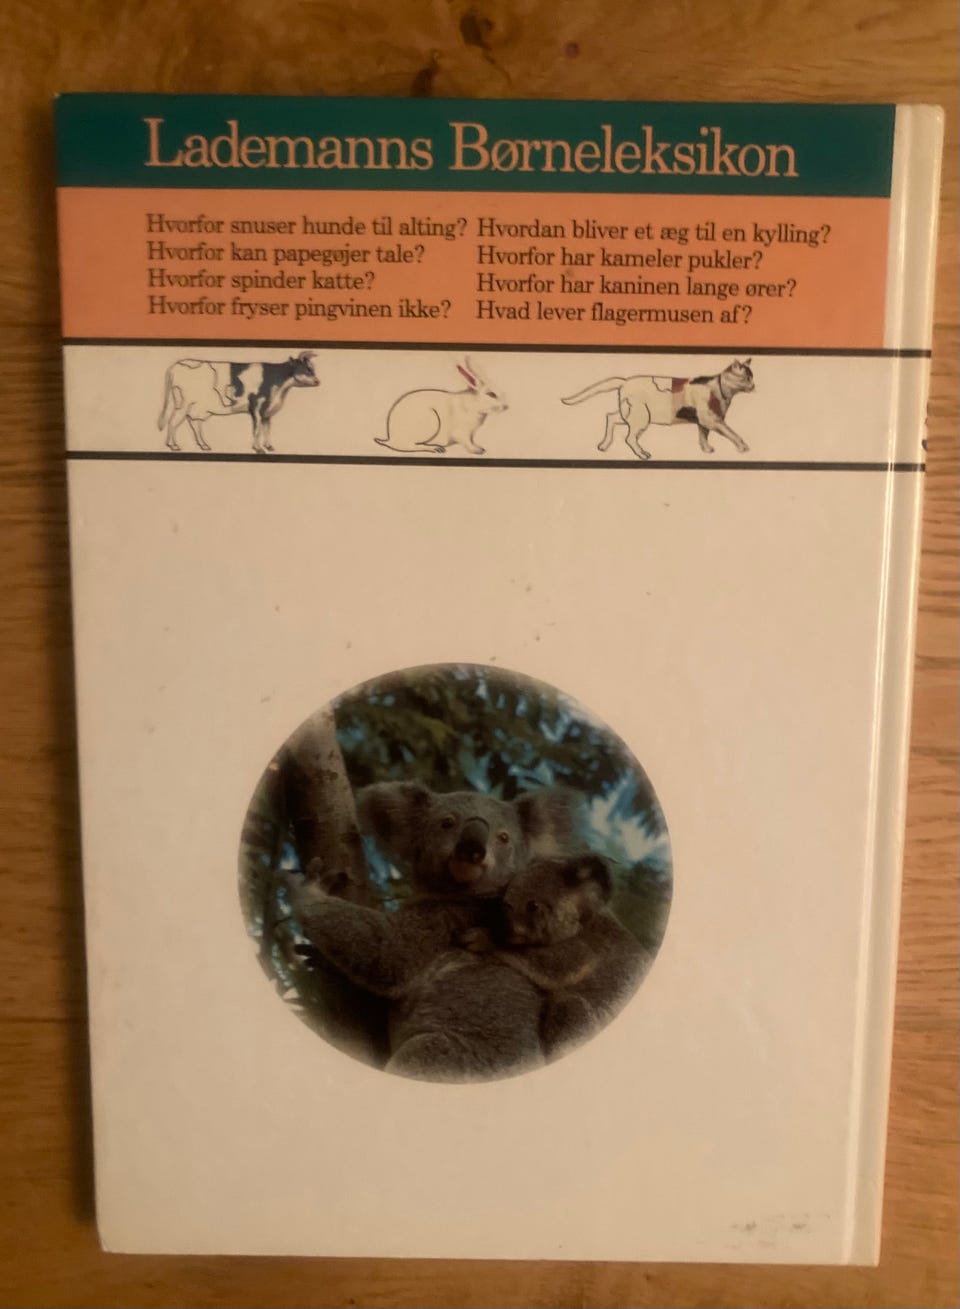 Lademanns Børneleksikon
Hvorfor snuser hunde til alting?
Hvorfor kan papegøjer tale?
Hvorfor spinder katte?
Hvorfor fryser pingvinen ikke?
Hvordan bliver et æg til en kylling?
Hvorfor har kameler pukler?
Hvorfor har kaninen lange ører?
Hvad lever flagermusen af?